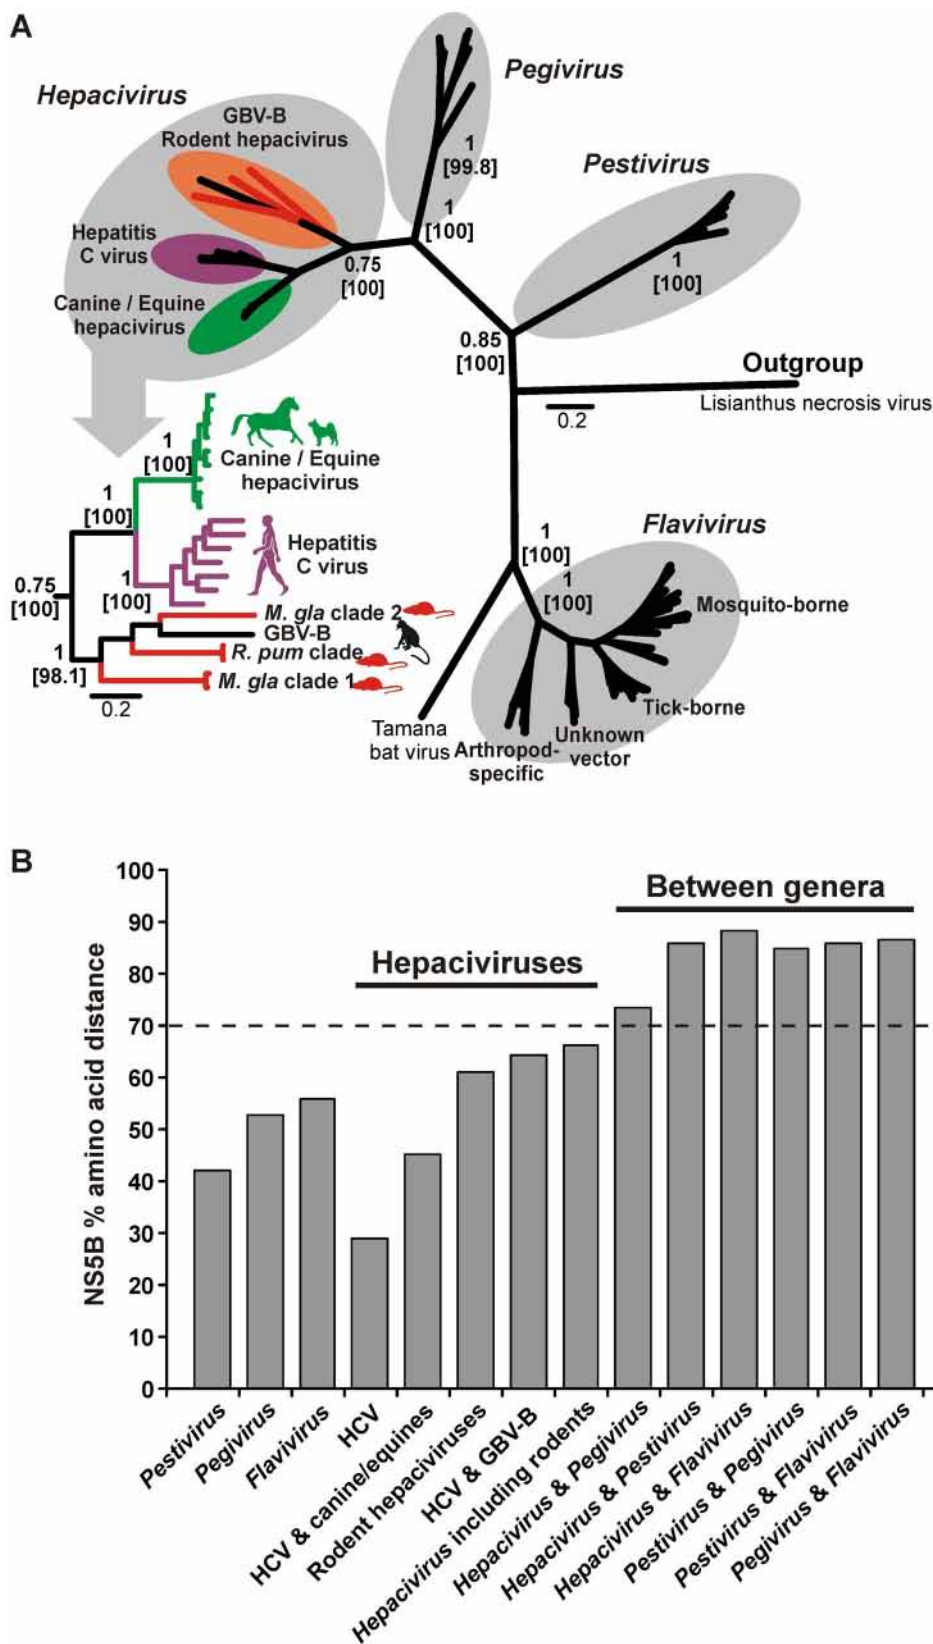 A
Pegivirus
Hepacivirus
GBV-B
Rodent hepacivirus
1
[99.8]
Pestivirus
1
[100]
Hepatitis
C virus
0.75
[100]
1
[100]
Canine / Equine
hepacivirus
0.85
[100]
Outgroup
Lisianthus necrosis virus
0.2
1
[100]
Canine / Equine
hepacivirus
1
[100]
Hepatitis
C virus
1
[100]
0.75
[100]
M. gla clade 2
GBV-B
R. pum clade
M. gla clade 1
1
[98.1]
0.2
Flavivirus
1
[100]
1
[100]
Mosquito-borne
Tick-borne
Unknown
vector
Arthropod-
specific
Tamana
bat virus
B
NS5B % amino acid distance
100
90
80
70
60
50
40
30
20
10
0
Hepaciviruses
Between genera
Pestivirus
Pegivirus
Flavivirus
HCV
HCV & canine/equines
Rodent hepaciviruses
HCV & GBV-B
Hepacivirus including rodents
Hepacivirus & Pegivirus
Hepacivirus & Pestivirus
Hepacivirus & Flavivirus
Pestivirus & Pegivirus
Pestivirus & Flavivirus
Pegivirus & Flavivirus